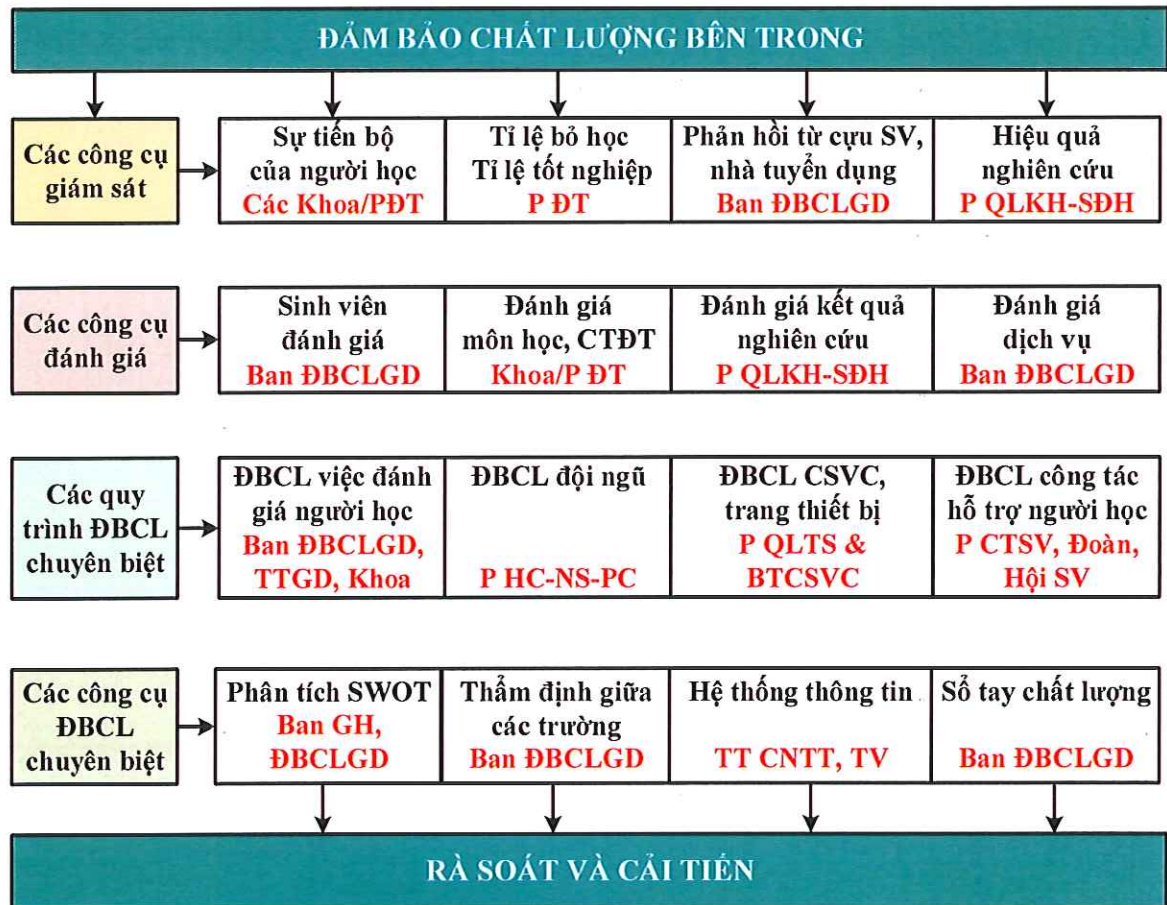 ĐẢM BẢO CHẤT LƯỢNG BÊN TRONG
Các công cụ
giám sát
Sự tiến bộ
của người học
Các Khoa/PĐT
Tỉ lệ bỏ học
Tỉ lệ tốt nghiệp
P ĐT
Phản hồi từ cựu SV,
nhà tuyển dụng
Ban ĐBCLGD
Hiệu quả
nghiên cứu
P QLKH-SĐH
Các công cụ
đánh giá
Sinh viên
đánh giá
Ban ĐBCLGD
Đánh giá
môn học, CTĐT
Khoa/P ĐT
Đánh giá kết quả
nghiên cứu
P QLKH-SĐH
Đánh giá
dịch vụ
Ban ĐBCLGD
Các quy
trình ĐBCL
chuyên biệt
ĐBCL việc đánh
giá người học
Ban ĐBCLGD,
TTGD, Khoa
ĐBCL đội ngũ
P HC-NS-PC
ĐBCL CSVC,
trang thiết bị
P QLTS &
BTCSVC
ĐBCL công tác
hỗ trợ người học
P CTSV, Đoàn,
Hội SV
Các công cụ
ĐBCL
chuyên biệt
Phân tích SWOT
Ban GH,
ĐBCLGD
Thẩm định giữa
các trường
Ban ĐBCLGD
Hệ thống thông tin
TT CNTT, TV
Sổ tay chất lượng
Ban ĐBCLGD
RÀ SOÁT VÀ CẢI TIẾN